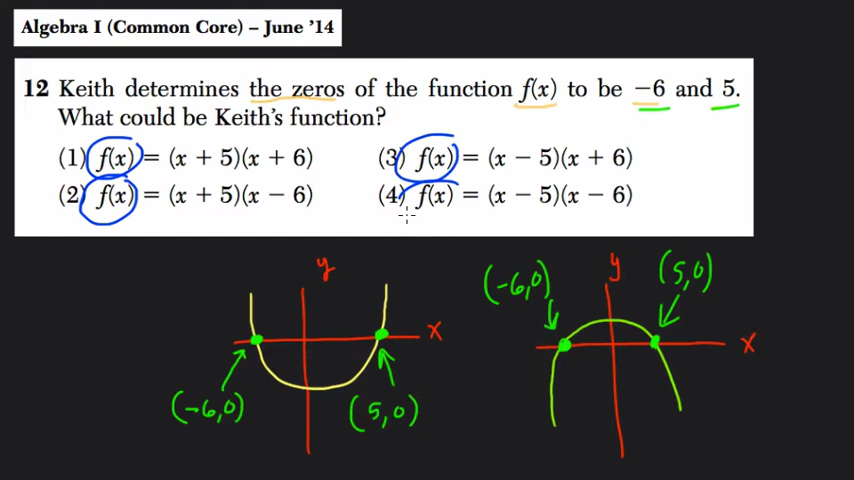 Algebra I (Common Core) – June ’14
12 Keith determines the zeros of the function f(x) to be −6 and 5.
What could be Keith’s function?
(1) f(x) = (x + 5)(x + 6)
(3) f(x) = (x − 5)(x + 6)
(2) f(x) = (x + 5)(x − 6)
(4) f(x) = (x − 5)(x − 6)
y
x
(-6,0)
(5,0)
(-6,0)
y
(5,0)
x